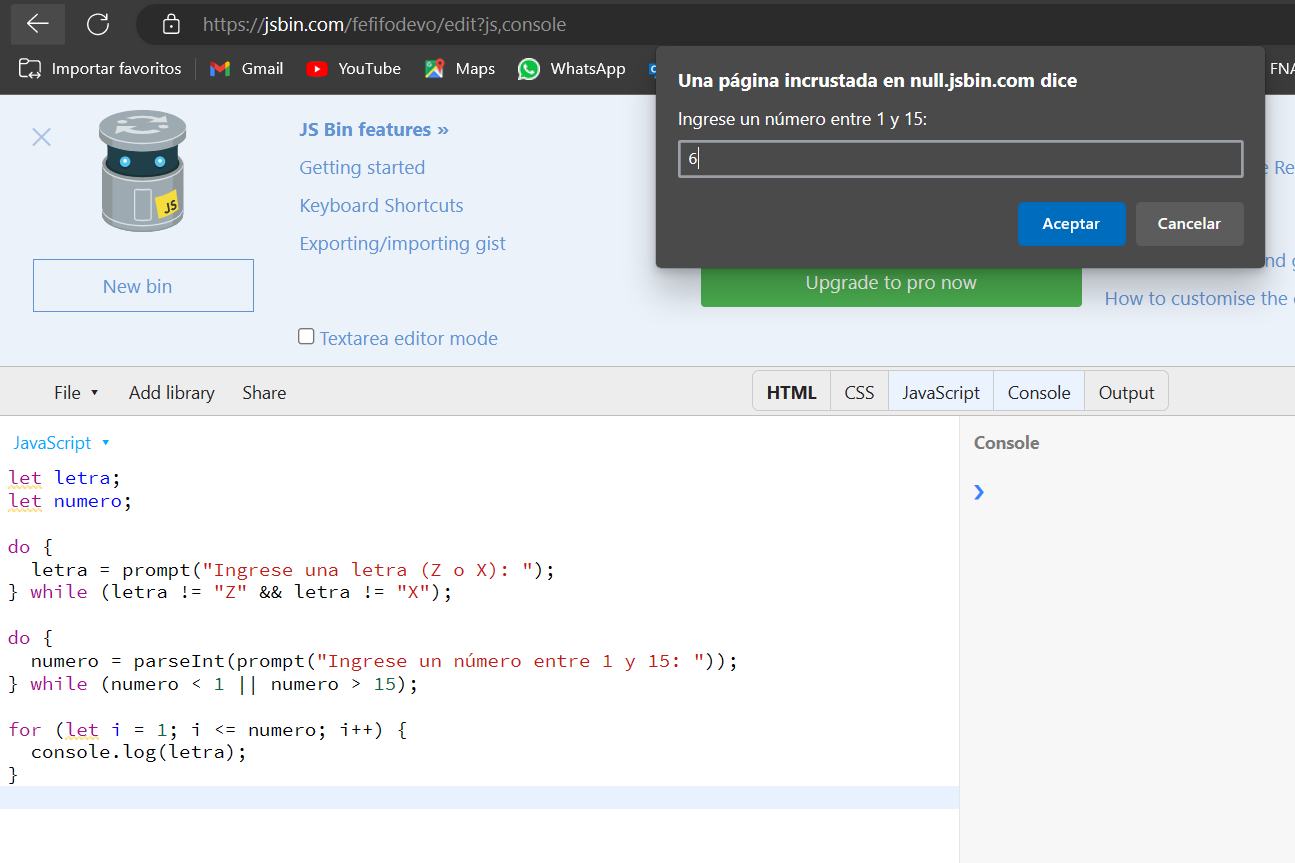 https://jsbin.com/fefifodevo/edit?js,console
Importar favoritos
Gmail
YouTube
Maps
WhatsApp
FNA
Una página incrustada en null.jsbin.com dice
Ingrese un número entre 1 y 15:
6
Aceptar
Cancelar
JS
JS Bin features »
Getting started
Keyboard Shortcuts
Exporting/importing gist
New bin
Textarea editor mode
Upgrade to pro now
How to customise the
File ▾
Add library
Share
HTML
CSS
JavaScript
Console
Output
JavaScript ▾
let letra;
let numero;
do {
letra = prompt("Ingrese una letra (Z o X): ");
} while (letra != "Z" && letra != "X");
do {
numero = parseInt(prompt("Ingrese un número entre 1 y 15: "));
} while (numero < 1 || numero > 15);
for (let i = 1; i <= numero; i++) {
console.log(letra);
}
Console
❯